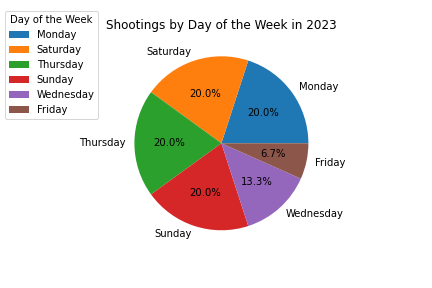 Shootings by Day of the Week in 2023
Day of the Week
Monday
Saturday
Thursday
Sunday
Wednesday
Friday
Saturday
Monday
Thursday
Friday
Sunday
Wednesday
20.0%
20.0%
20.0%
20.0%
13.3%
6.7%